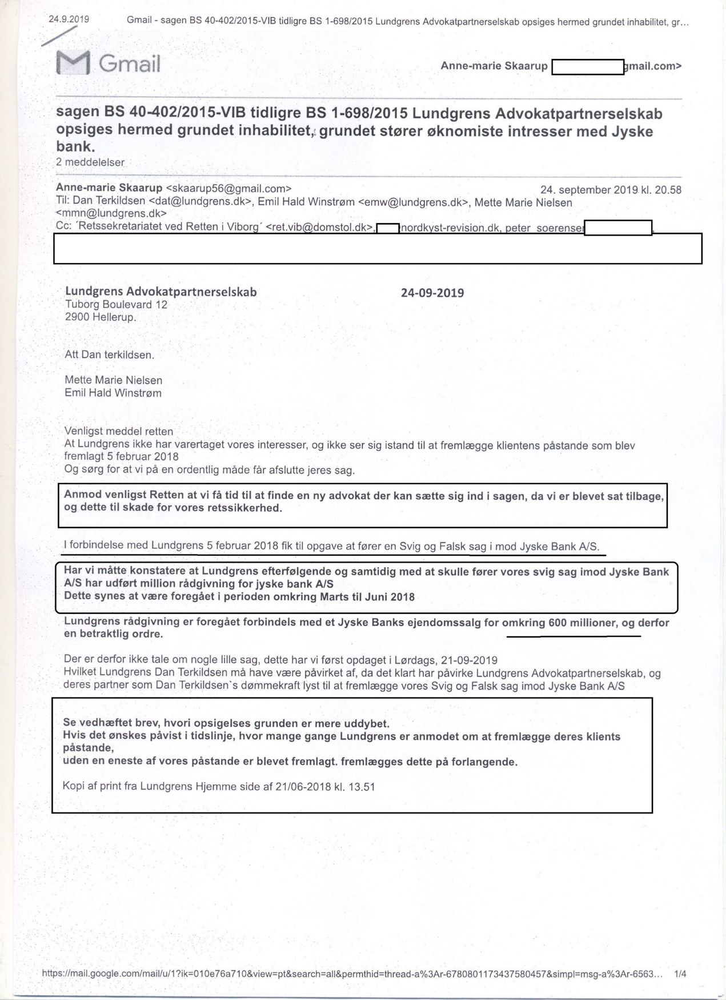 24.9.2019 Gmail - sagen BS 40-402/2015-VIB tidligre BS 1-698/2015 Lundgrens Advokatpartnerselskab opsiges hermed grundet inhabilitet, gr...
Gmail
Anne-marie Skaarup gmail.com>
sagen BS 40-402/2015-VIB tidligre BS 1-698/2015 Lundgrens Advokatpartnerselskab
opsiges hermed grundet inhabilitet, grundet større øknomiste intresser med Jyske
bank.
2 meddelelser
Anne-marie Skaarup <skaarup56@gmail.com> 24. september 2019 kl. 20.58
Til: Dan Terkildsen <dat@lundgrens.dk>, Emil Hald Winstrøm <emw@lundgrens.dk>, Mette Marie Nielsen
<mmn@lundgrens.dk>
Cc: ´Retssekretariatet ved Retten i Viborg´ <ret.vib@domstol.dk>, nordkyst-revision.dk, peter_soerense
Lundgrens Advokatpartnerselskab 24-09-2019
Tuborg Boulevard 12
2900 Hellerup.
Att Dan terkildsen.
Mette Marie Nielsen
Emil Hald Winstrøm
Venligst meddel retten
At Lundgrens ikke har varertaget vores interesser, og ikke ser sig istand til at fremlægge klientens påstande som blev
fremlagt 5 februar 2018
Og sørg for at vi på en ordentlig måde får afslutte jeres sag.
Anmod venligst Retten at vi få tid til at finde en ny advokat der kan sætte sig ind i sagen, da vi er blevet sat tilbage,
og dette til skade for vores retssikkerhed.
I forbindelse med Lundgrens 5 februar 2018 fik til opgave at fører en Svig og Falsk sag i mod Jyske Bank A/S.
Har vi måtte konstatere at Lundgrens efterfølgende og samtidig med at skulle fører vores svig sag imod Jyske Bank
A/S har udført million rådgivning for jyske bank A/S
Dette synes at være foregået i perioden omkring Marts til Juni 2018
Lundgrens rådgivning er foregået forbindels med et Jyske Banks ejendomssalg for omkring 600 millioner, og derfor
en betraktlig ordre.
Der er derfor ikke tale om nogle lille sag, dette har vi først opdaget i Lørdags, 21-09-2019
Hvilket Lundgrens Dan Terkildsen må have være påvirket af, da det klart har påvirke Lundgrens Advokatpartnerselskab, og
deres partner som Dan Terkildsen`s dømmekraft lyst til at fremlægge vores Svig og Falsk sag imod Jyske Bank A/S
Se vedhæftet brev, hvori opsigelses grunden er mere uddybet.
Hvis det ønskes påvist i tidslinje, hvor mange gange Lundgrens er anmodet om at fremlægge deres klients
påstande,
uden en eneste af vores påstande er blevet fremlagt. fremlægges dette på forlangende.
Kopi af print fra Lundgrens Hjemme side af 21/06-2018 kl. 13.51
https://mail.google.com/mail/u/1?ik=010e76a710&view=pt&search=all&permthid=thread-a%3Ar-6780801173437580457&simpl=msg-a%3Ar-6563... 1/4